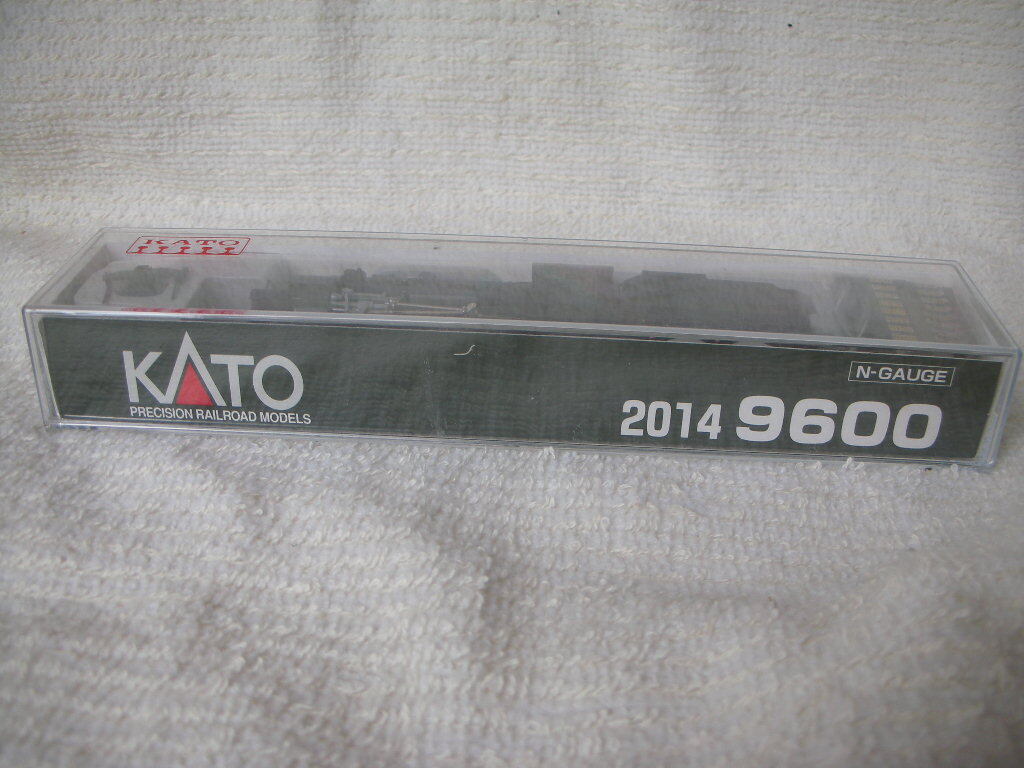 KATO
KATO
PRECISION RAILROAD MODELS
N-GAUGE
2014 9600